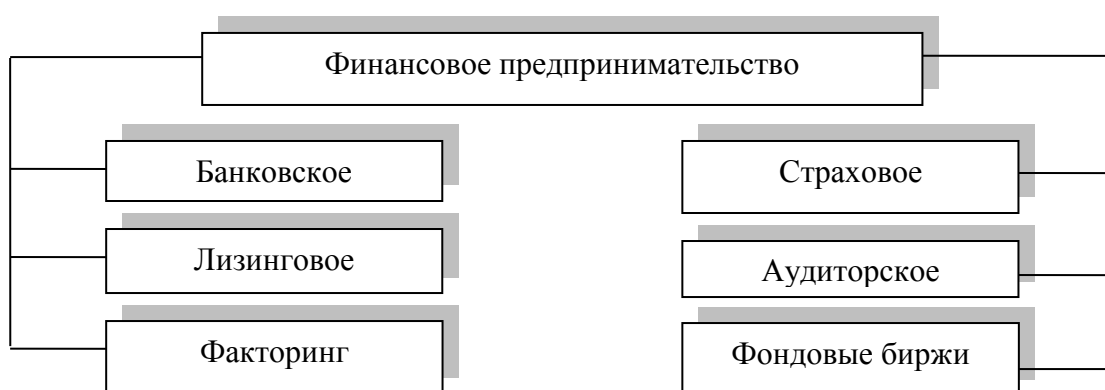 Финансовое предпринимательство
Банковское
Страховое
Лизинговое
Аудиторское
Факторинг
Фондовые биржи